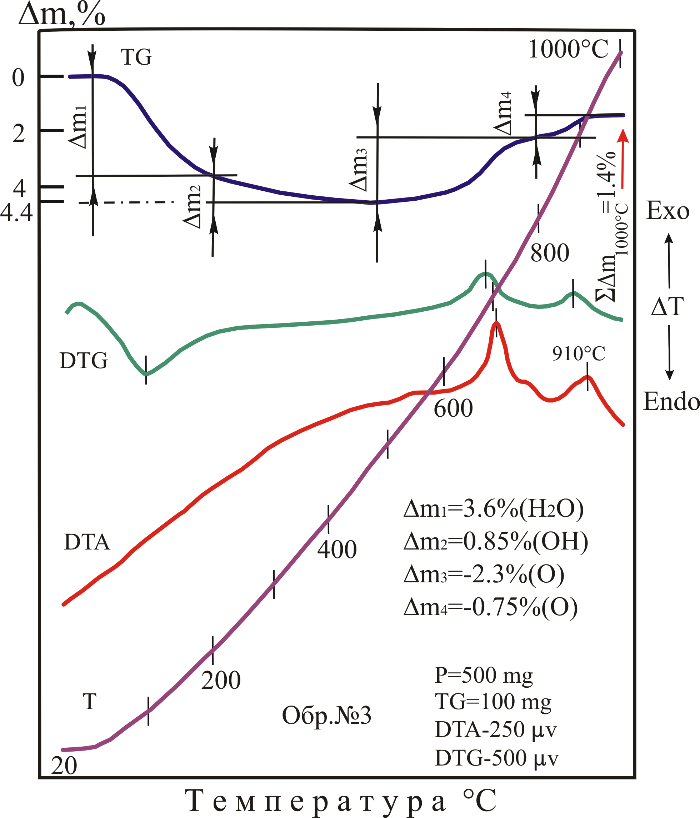 Δm,%
TG
1000°C
0
2
4
4.4
Δm1
Δm2
Δm3
Δm4
ΣΔm1000°C=1.4%
800
Exo
ΔT
Endo
DTG
910°C
600
DTA
400
Δm1=3.6%(H2O)
Δm2=0.85%(OH)
Δm3=-2.3%(O)
Δm4=-0.75%(O)
T
200
Обр.№3
P=500 mg
TG=100 mg
DTA-250 μv
DTG-500 μv
20
Температура °C